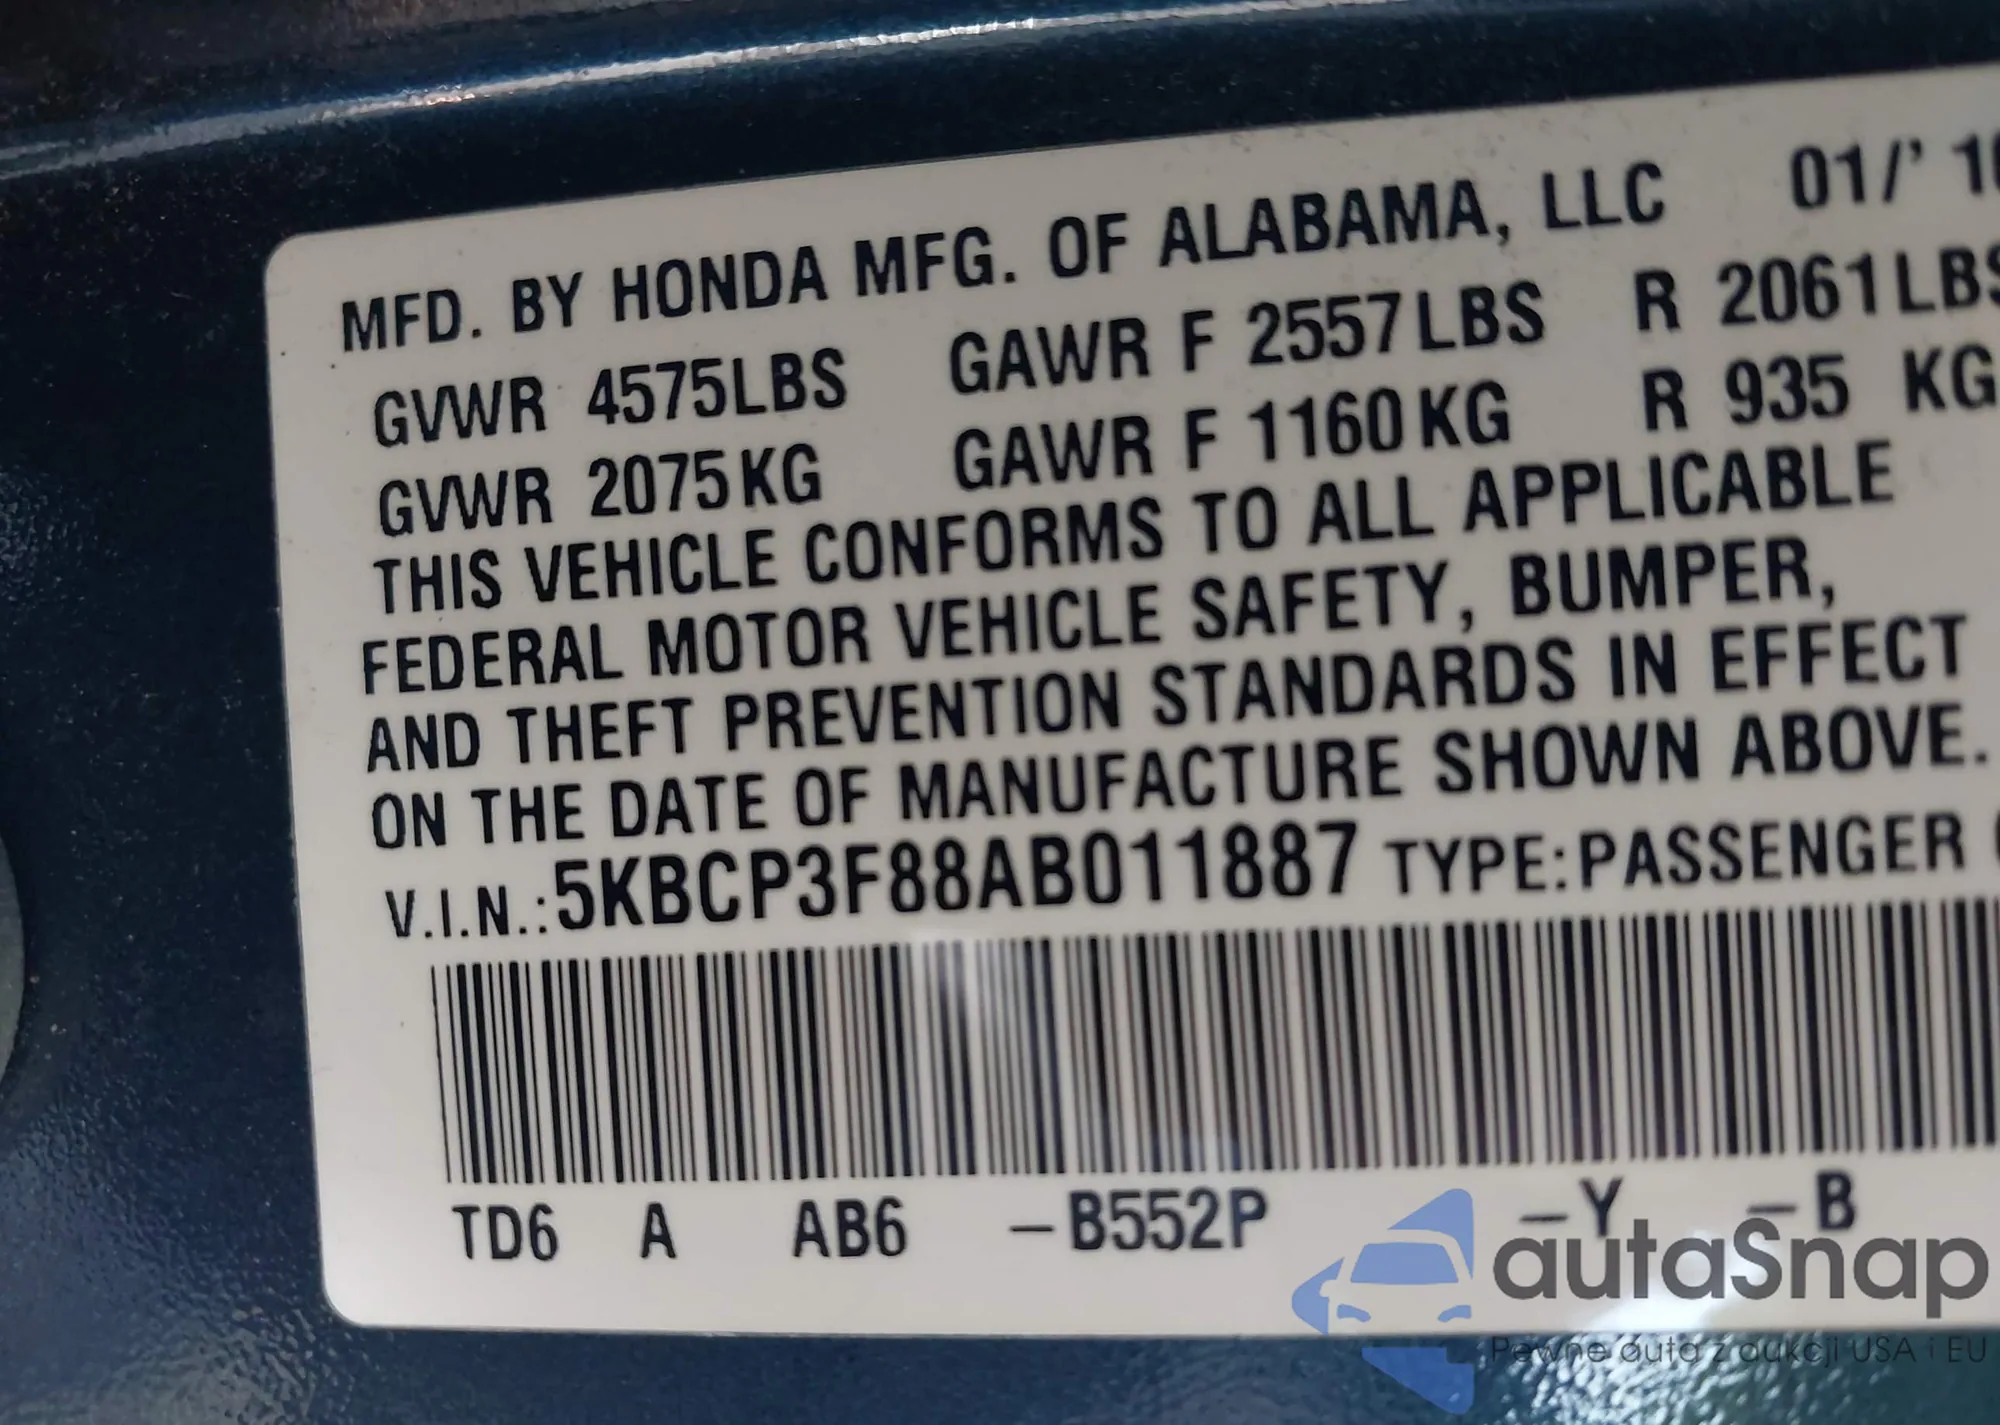 MFD. BY HONDA MFG. OF ALABAMA, LLC 01/' 10
GVWR 4575LBS GAWR F 2557LBS R 2061LBS
GVWR 2075KG GAWR F 1160KG R 935 KG
THIS VEHICLE CONFORMS TO ALL APPLICABLE
FEDERAL MOTOR VEHICLE SAFETY, BUMPER,
AND THEFT PREVENTION STANDARDS IN EFFECT
ON THE DATE OF MANUFACTURE SHOWN ABOVE.
V.I.N.:5KBCP3F88AB011887 TYPE:PASSENGER
TD6 A AB6 –B552P –Y –B
autaSnap
Pewne auta z aukcji USA i EU